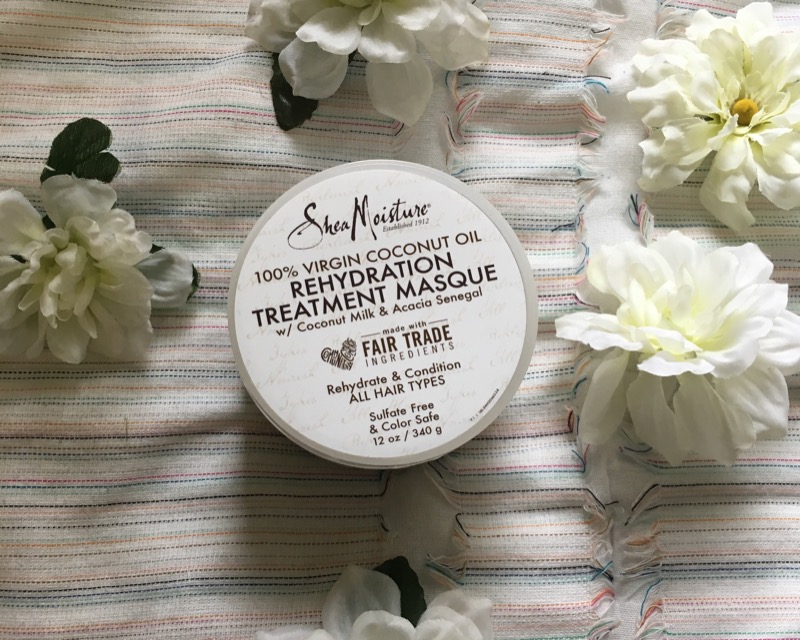 SheaMoisture®
Established 1912
100% VIRGIN COCONUT OIL
REHYDRATION
TREATMENT MASQUE
w/ Coconut Milk & Acacia Senegal
made with
FAIR TRADE
INGREDIENTS
Rehydrate & Condition
ALL HAIR TYPES
Sulfate Free
& Color Safe
12 oz / 340 g